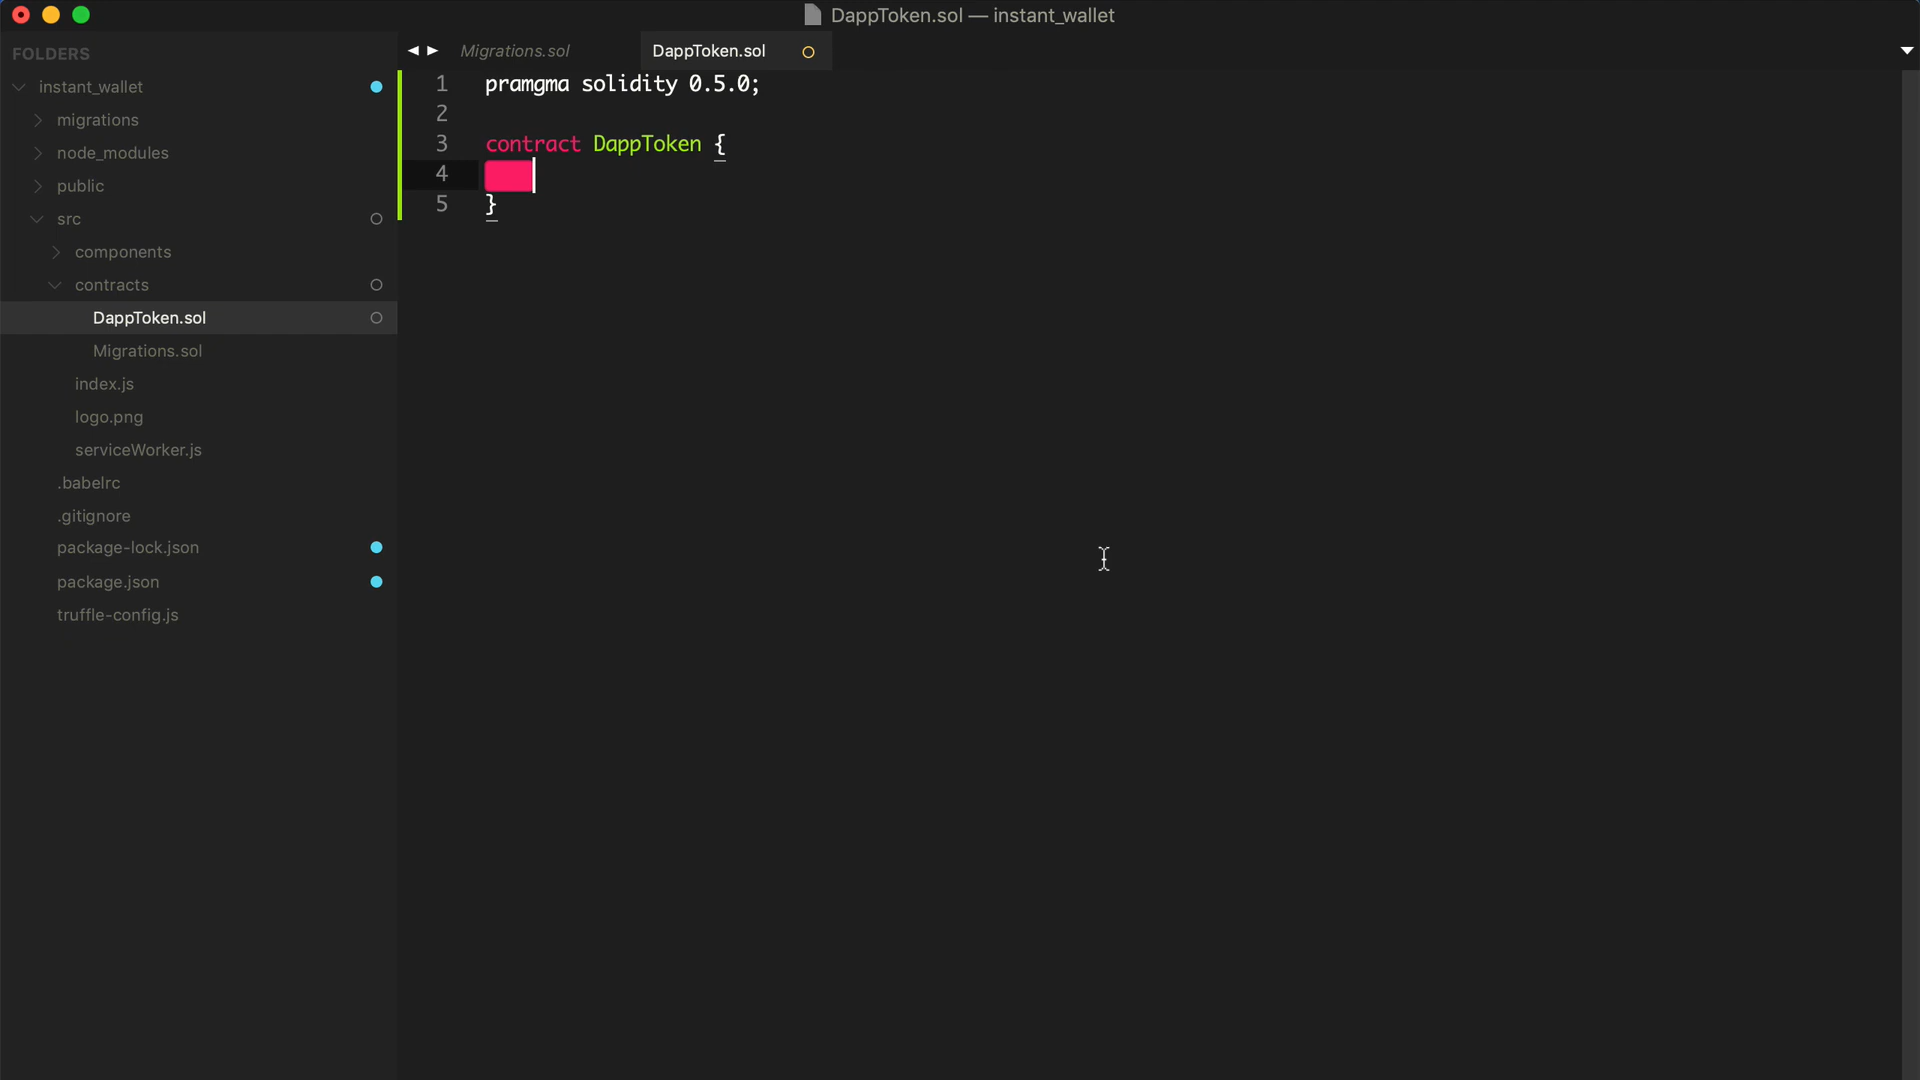 DappToken.sol — instant_wallet
FOLDERS
instant_wallet
migrations
node_modules
public
src
components
contracts
DappToken.sol
Migrations.sol
index.js
logo.png
serviceWorker.js
.babelrc
.gitignore
package-lock.json
package.json
truffle-config.js
Migrations.sol
DappToken.sol
1 pramgma solidity 0.5.0;
2
3 contract DappToken {
4
5 }